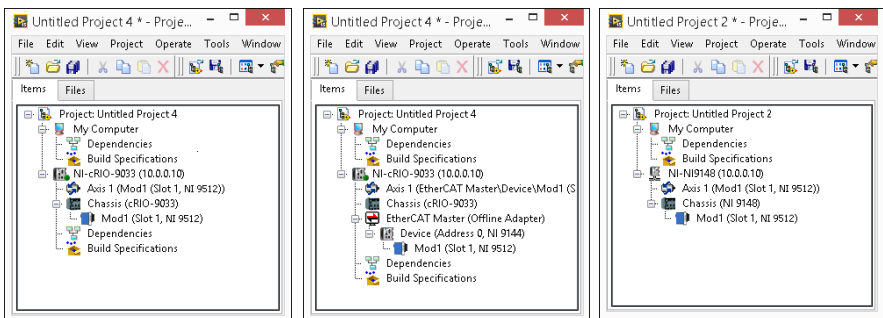 Untitled Project 4 * - Proje...
File Edit View Project Operate Tools Window
Items Files
Project: Untitled Project 4
My Computer
Dependencies
Build Specifications
NI-cRIO-9033 (10.0.0.10)
Axis 1 (Mod1 (Slot 1, NI 9512))
Chassis (cRIO-9033)
Mod1 (Slot 1, NI 9512)
Dependencies
Build Specifications
Untitled Project 4 * - Proje...
File Edit View Project Operate Tools Window
Items Files
Project: Untitled Project 4
My Computer
Dependencies
Build Specifications
NI-cRIO-9033 (10.0.0.10)
Axis 1 (EtherCAT Master\Device\Mod1 (S
Chassis (cRIO-9033)
EtherCAT Master (Offline Adapter)
Device (Address 0, NI 9144)
Mod1 (Slot 1, NI 9512)
Dependencies
Build Specifications
Untitled Project 2 * - Proje...
File Edit View Project Operate Tools Window
Items Files
Project: Untitled Project 2
My Computer
Dependencies
Build Specifications
NI-NI9148 (10.0.0.10)
Axis 1 (Mod1 (Slot 1, NI 9512))
Chassis (NI 9148)
Mod1 (Slot 1, NI 9512)